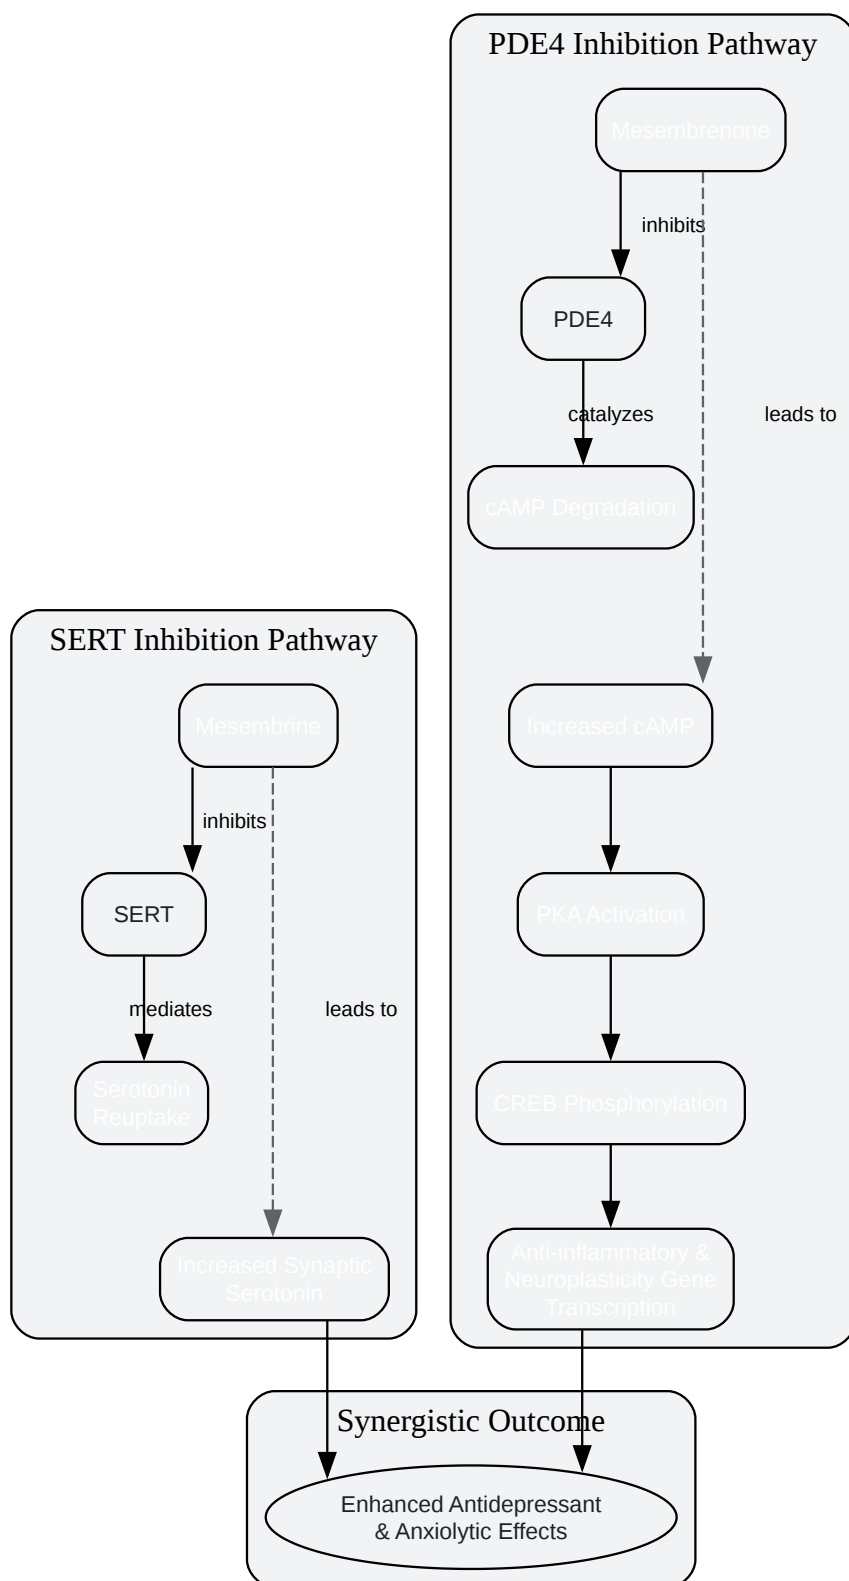 PDE4 Inhibition Pathway
Mesembrenone
inhibits
PDE4
catalyzes
leads to
cAMP Degradation
SERT Inhibition Pathway
Mesembrine
Increased cAMP
inhibits
PKA Activation
SERT
mediates
leads to
Serotonin
Reuptake
CREB Phosphorylation
Increased Synaptic
Serotonin
Anti-inflammatory &
Neuroplasticity Gene
Transcription
Synergistic Outcome
Enhanced Antidepressant
& Anxiolytic Effects